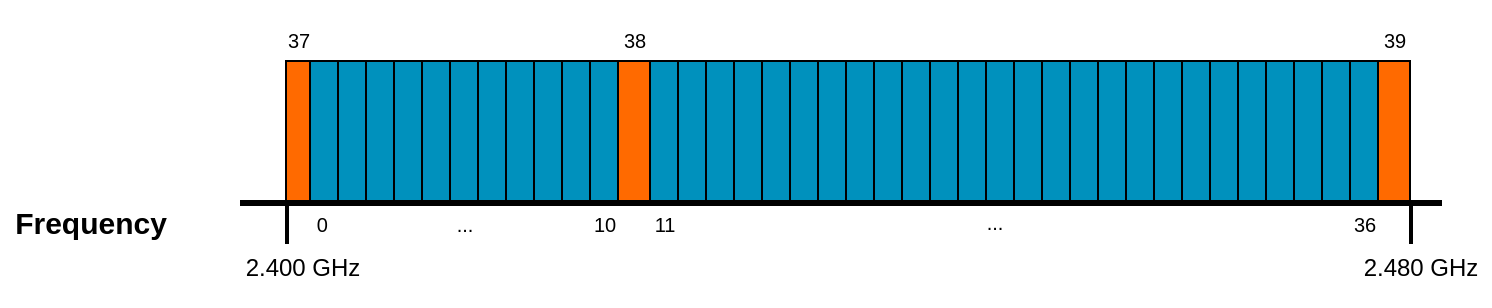 37 38 39
0 ... 10 11 ... 36
Frequency
2.400 GHz 2.480 GHz